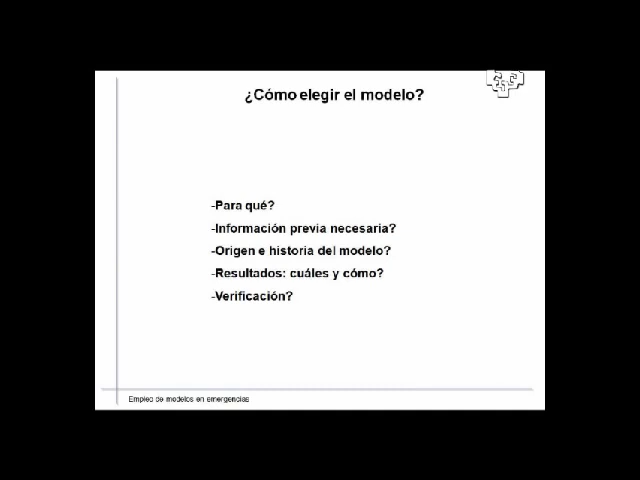 ¿Cómo elegir el modelo?
-Para qué?
-Información previa necesaria?
-Origen e historia del modelo?
-Resultados: cuáles y cómo?
-Verificación?
Empleo de modelos en emergencias